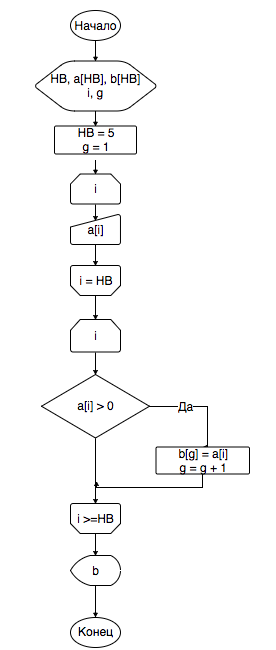 Начало
НВ, a[НВ], b[НВ]
i, g
НВ = 5
g = 1
i
a[i]
i = НВ
i
a[i] > 0
Да
b[g] = a[i]
g = g + 1
i >=НВ
b
Конец